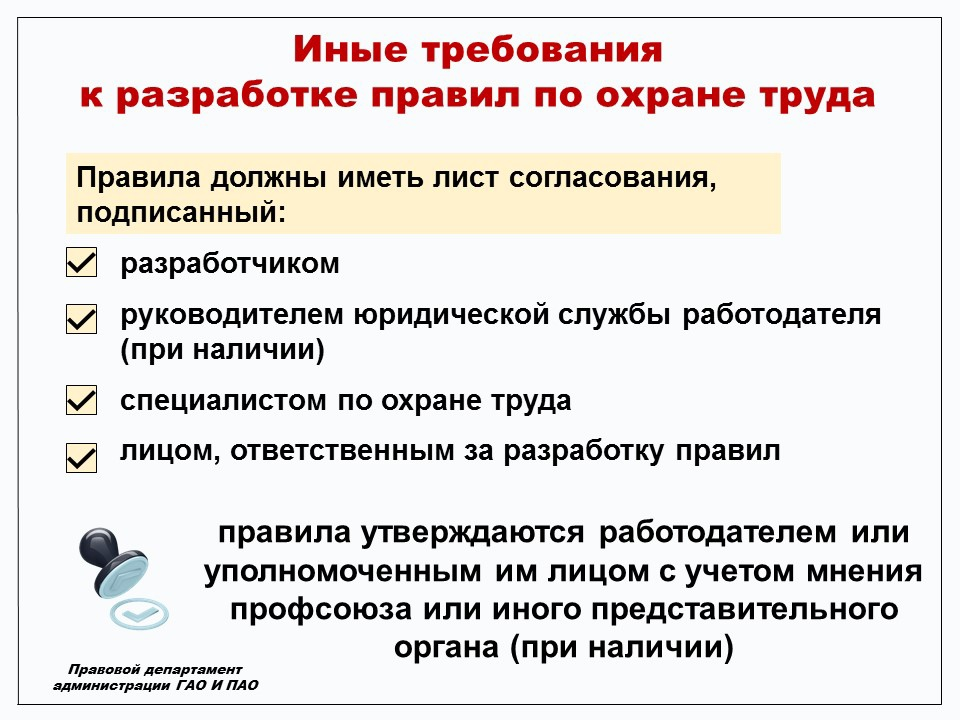 Иные требования
к разработке правил по охране труда
Правила должны иметь лист согласования,
подписанный:
разработчиком
руководителем юридической службы работодателя
(при наличии)
специалистом по охране труда
лицом, ответственным за разработку правил
правила утверждаются работодателем или
уполномоченным им лицом с учетом мнения
профсоюза или иного представительного
органа (при наличии)
Правовой департамент
администрации ГАО И ПАО